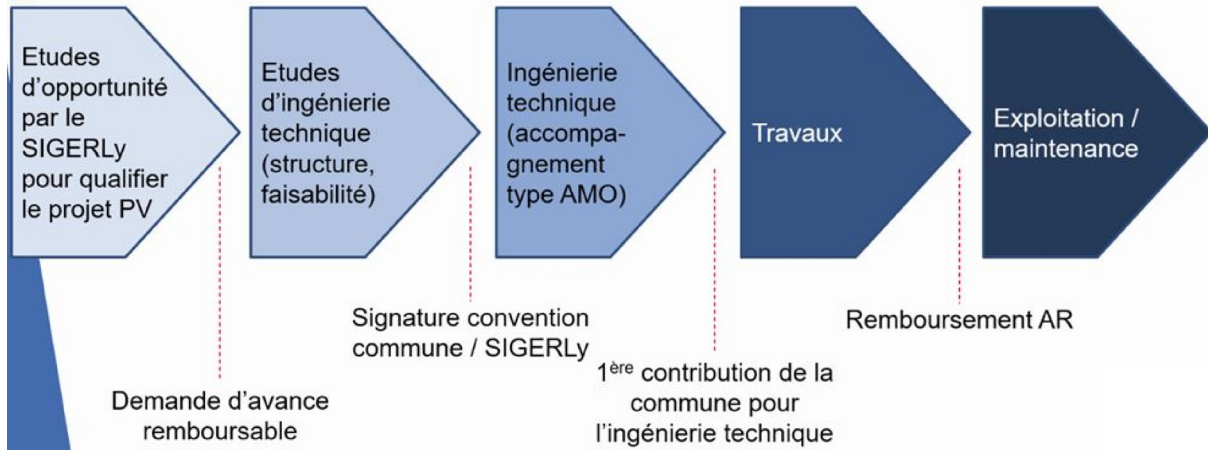 Etudes
d’opportunité
par le
SIGERLy
pour qualifier
le projet PV
Etudes
d’ingénierie
technique
(structure,
faisabilité)
Ingénierie
technique
(accompa-
gnement
type AMO)
Travaux
Exploitation /
maintenance
Demande d’avance
remboursable
Signature convention
commune / SIGERLy
1ère contribution de la
commune pour
l’ingénierie technique
Remboursement AR